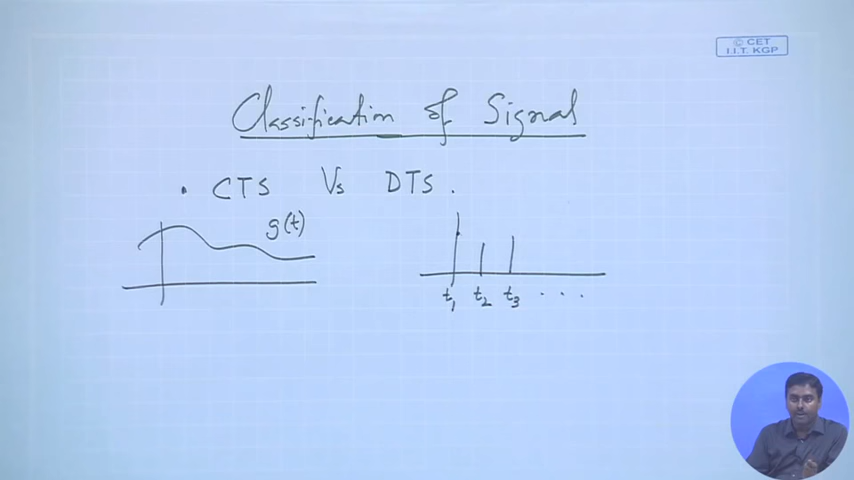 © CET
I.I.T. KGP
Classification of Signal
• CTS Vs DTS.
g(t)
t₁ t₂ t₃ . . .